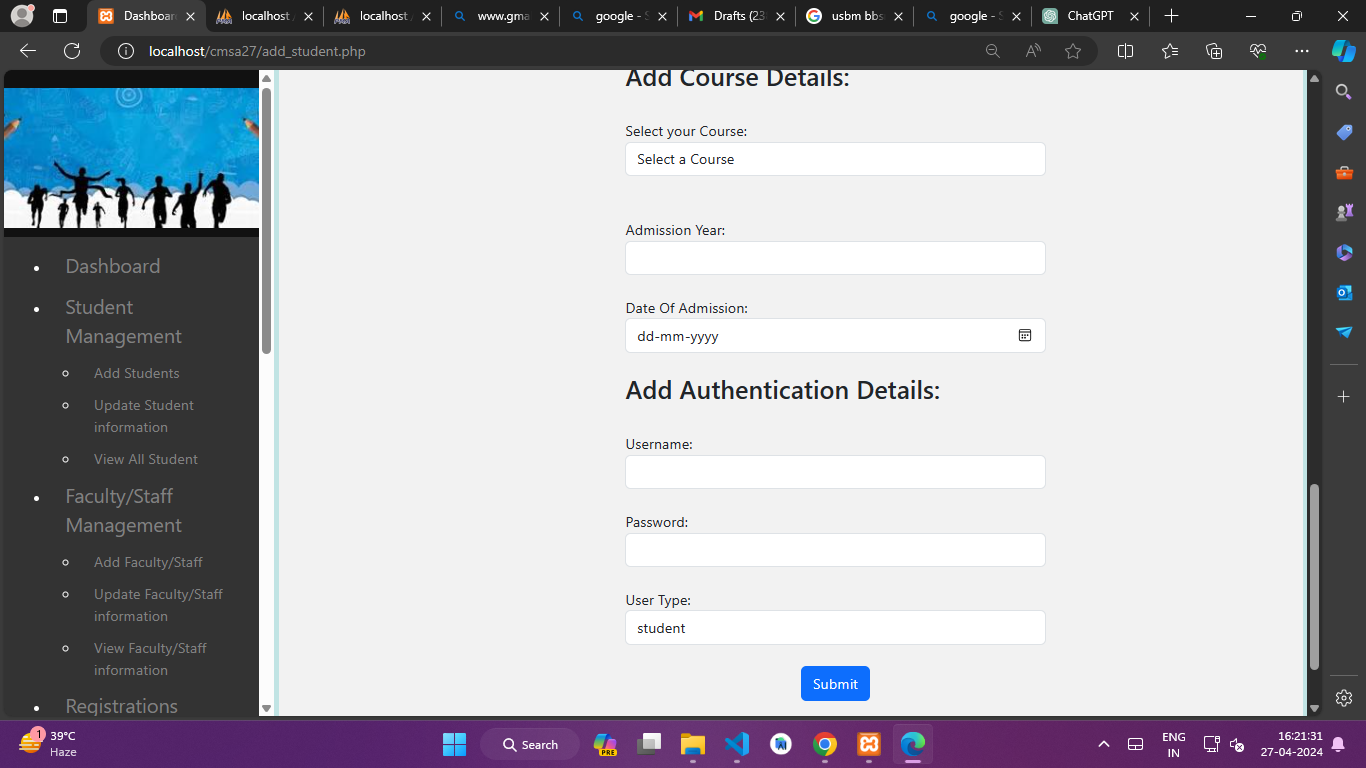 Dashboard
localhost /
localhost /
www.gma
google - S
Drafts (23
usbm bbs
google - S
ChatGPT
localhost/cmsa27/add_student.php
Dashboard
Student
Management
Add Students
Update Student
information
View All Student
Faculty/Staff
Management
Add Faculty/Staff
Update Faculty/Staff
information
View Faculty/Staff
information
Registrations
Add Course Details:
Select your Course:
Select a Course
Admission Year:
Date Of Admission:
dd-mm-yyyy
Add Authentication Details:
Username:
Password:
User Type:
student
Submit
1
39°C
Haze
Search
PRE
ENG
IN
16:21:31
27-04-2024